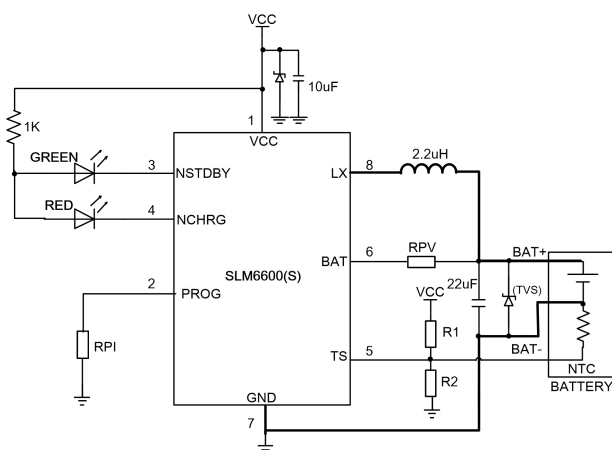 VCC
10uF
1K
1
VCC
GREEN
3
NSTDBY
LX
8
2.2uH
RED
4
NCHRG
BAT
6
RPV
BAT+
SLM6600(S)
2
PROG
22uF
(TVS)
VCC
R1
BAT-
RPI
TS
5
R2
NTC
BATTERY
GND
7